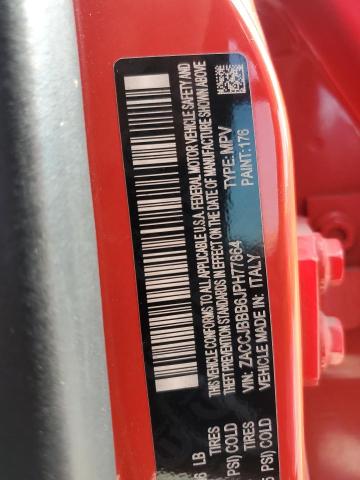 THIS VEHICLE CONFORMS TO ALL APPLICABLE U.S.A. FEDERAL MOTOR VEHICLE SAFETY AND
THEFT PREVENTION STANDARDS IN EFFECT ON THE DATE OF MANUFACTURE SHOWN ABOVE
VIN: ZACCJBBB6JPH77664 TYPE: MPV
VEHICLE MADE IN: ITALY PAINT: 176
LB
TIRES
PSI) COLD
TIRES
PSI) COLD